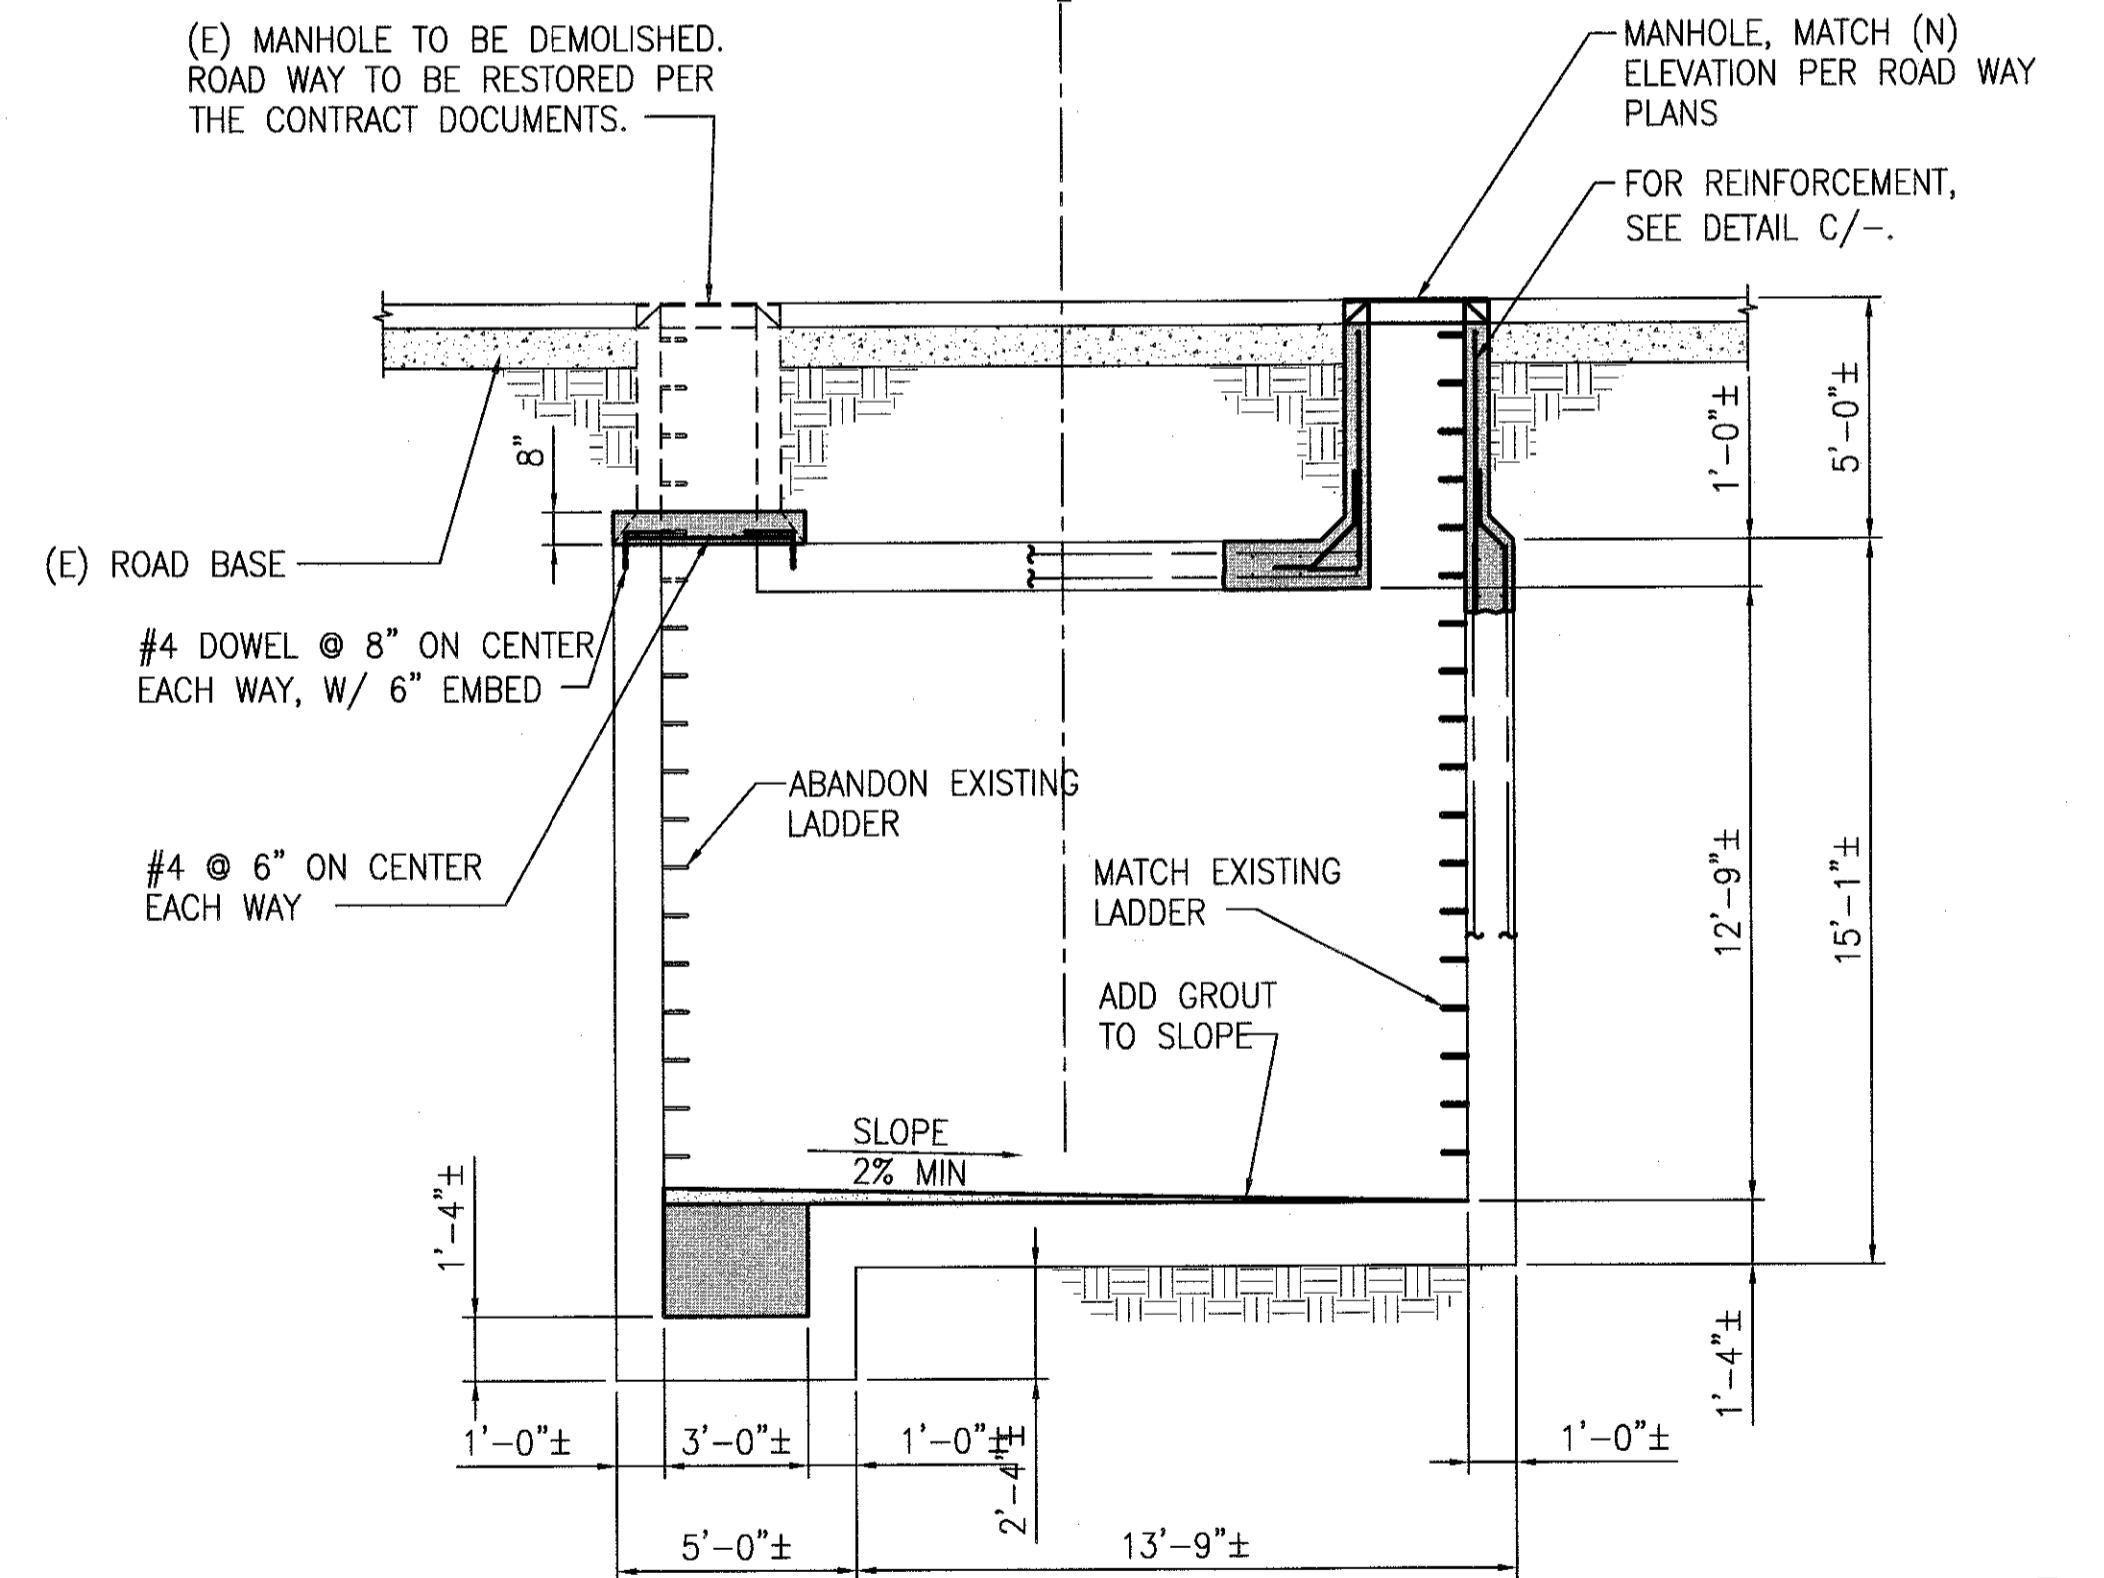 (E) MANHOLE TO BE DEMOLISHED.
ROAD WAY TO BE RESTORED PER
THE CONTRACT DOCUMENTS.
MANHOLE, MATCH (N)
ELEVATION PER ROAD WAY
PLANS
FOR REINFORCEMENT,
SEE DETAIL C/-.
8"
1'-0"±
5'-0"±
(E) ROAD BASE
#4 DOWEL @ 8" ON CENTER
EACH WAY, W/ 6" EMBED
ABANDON EXISTING
LADDER
#4 @ 6" ON CENTER
EACH WAY
MATCH EXISTING
LADDER
12'-9"±
15'-1"±
ADD GROUT
TO SLOPE
SLOPE
2% MIN
1'-4"±
1'-4"±
1'-0"±
3'-0"±
1'-0"±
2'-4"±
1'-0"±
5'-0"±
13'-9"±